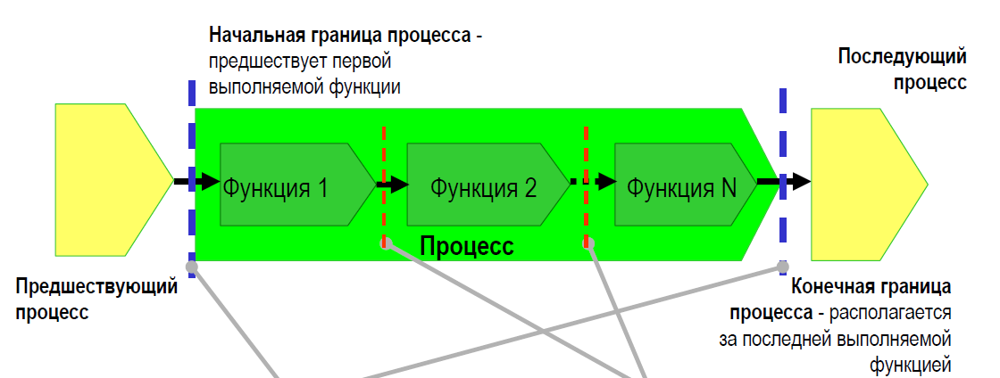 Начальная граница процесса -
предшествует первой
выполняемой функции
Последующий
процесс
Функция 1
Функция 2
Функция N
Процесс
Предшествующий
процесс
Конечная граница
процесса - располагается
за последней выполняемой
функцией